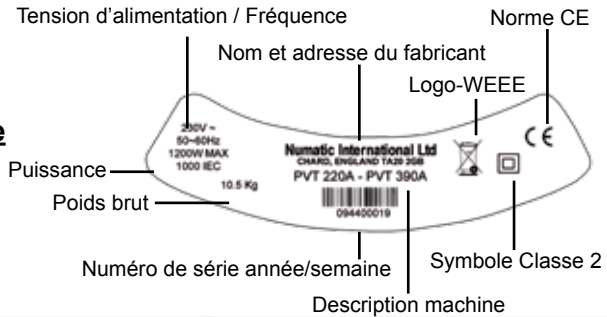 Tension d’alimentation / Fréquence
Norme CE
Nom et adresse du fabricant
Logo-WEEE
e
230V ~
50~60Hz
1200W MAX
1000 IEC
10.5 Kg
Numatic International Ltd
CHARD, ENGLAND TA20 2GB
PVT 220A - PVT 390A
094400019
CE
Puissance
Poids brut
Numéro de série année/semaine
Symbole Classe 2
Description machine